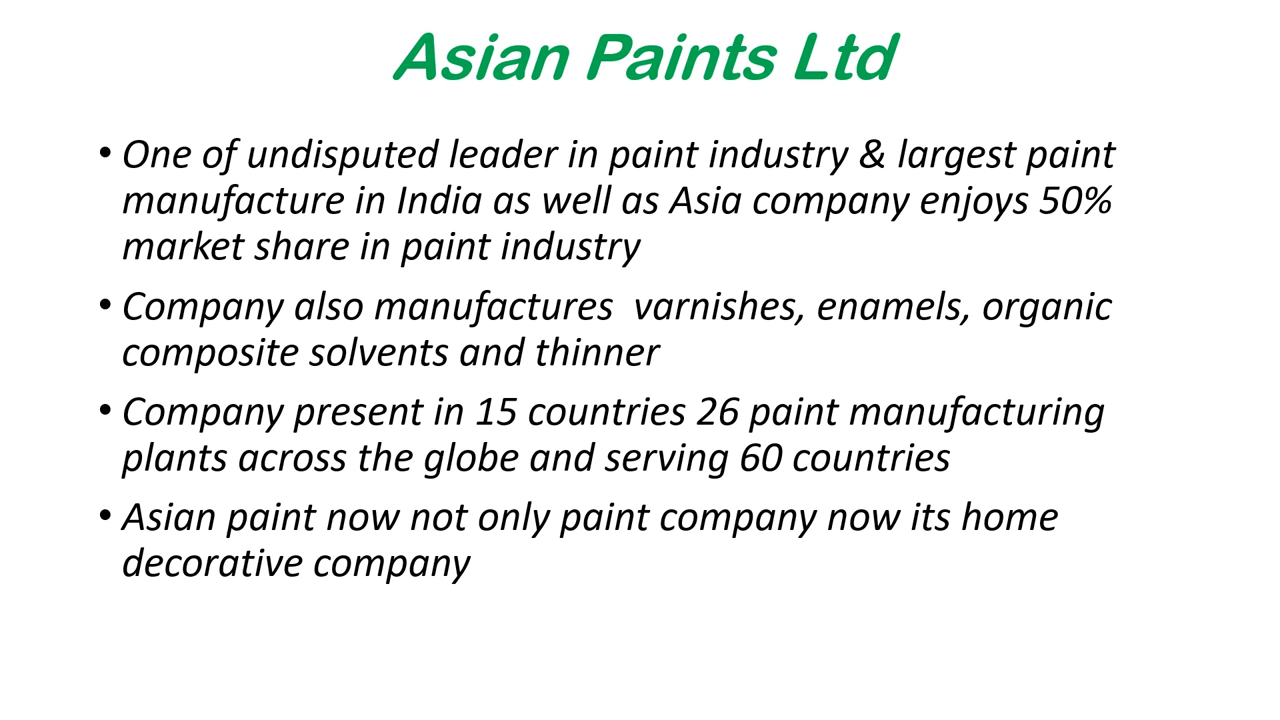 Asian Paints Ltd
• One of undisputed leader in paint industry & largest paint
manufacture in India as well as Asia company enjoys 50%
market share in paint industry
• Company also manufactures  varnishes, enamels, organic
composite solvents and thinner
• Company present in 15 countries 26 paint manufacturing
plants across the globe and serving 60 countries
• Asian paint now not only paint company now its home
decorative company